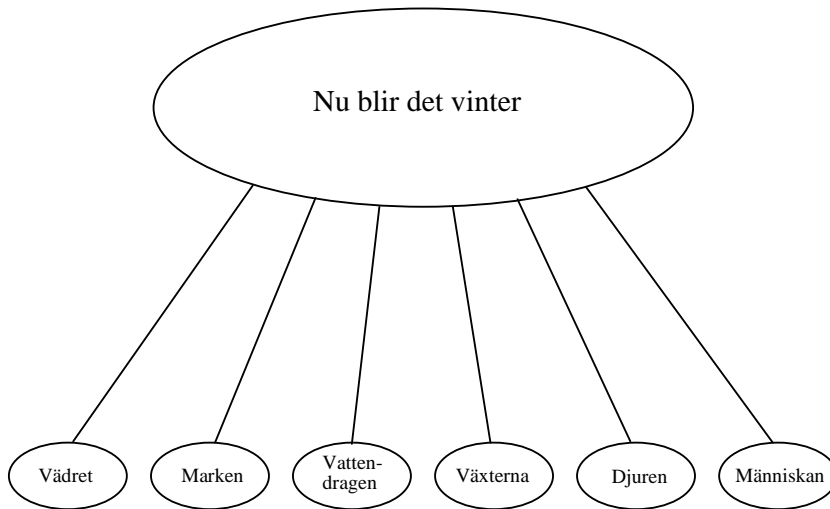 Nu blir det vinter
Vädret
Marken
Vatten-
dragen
Växterna
Djuren
Människan